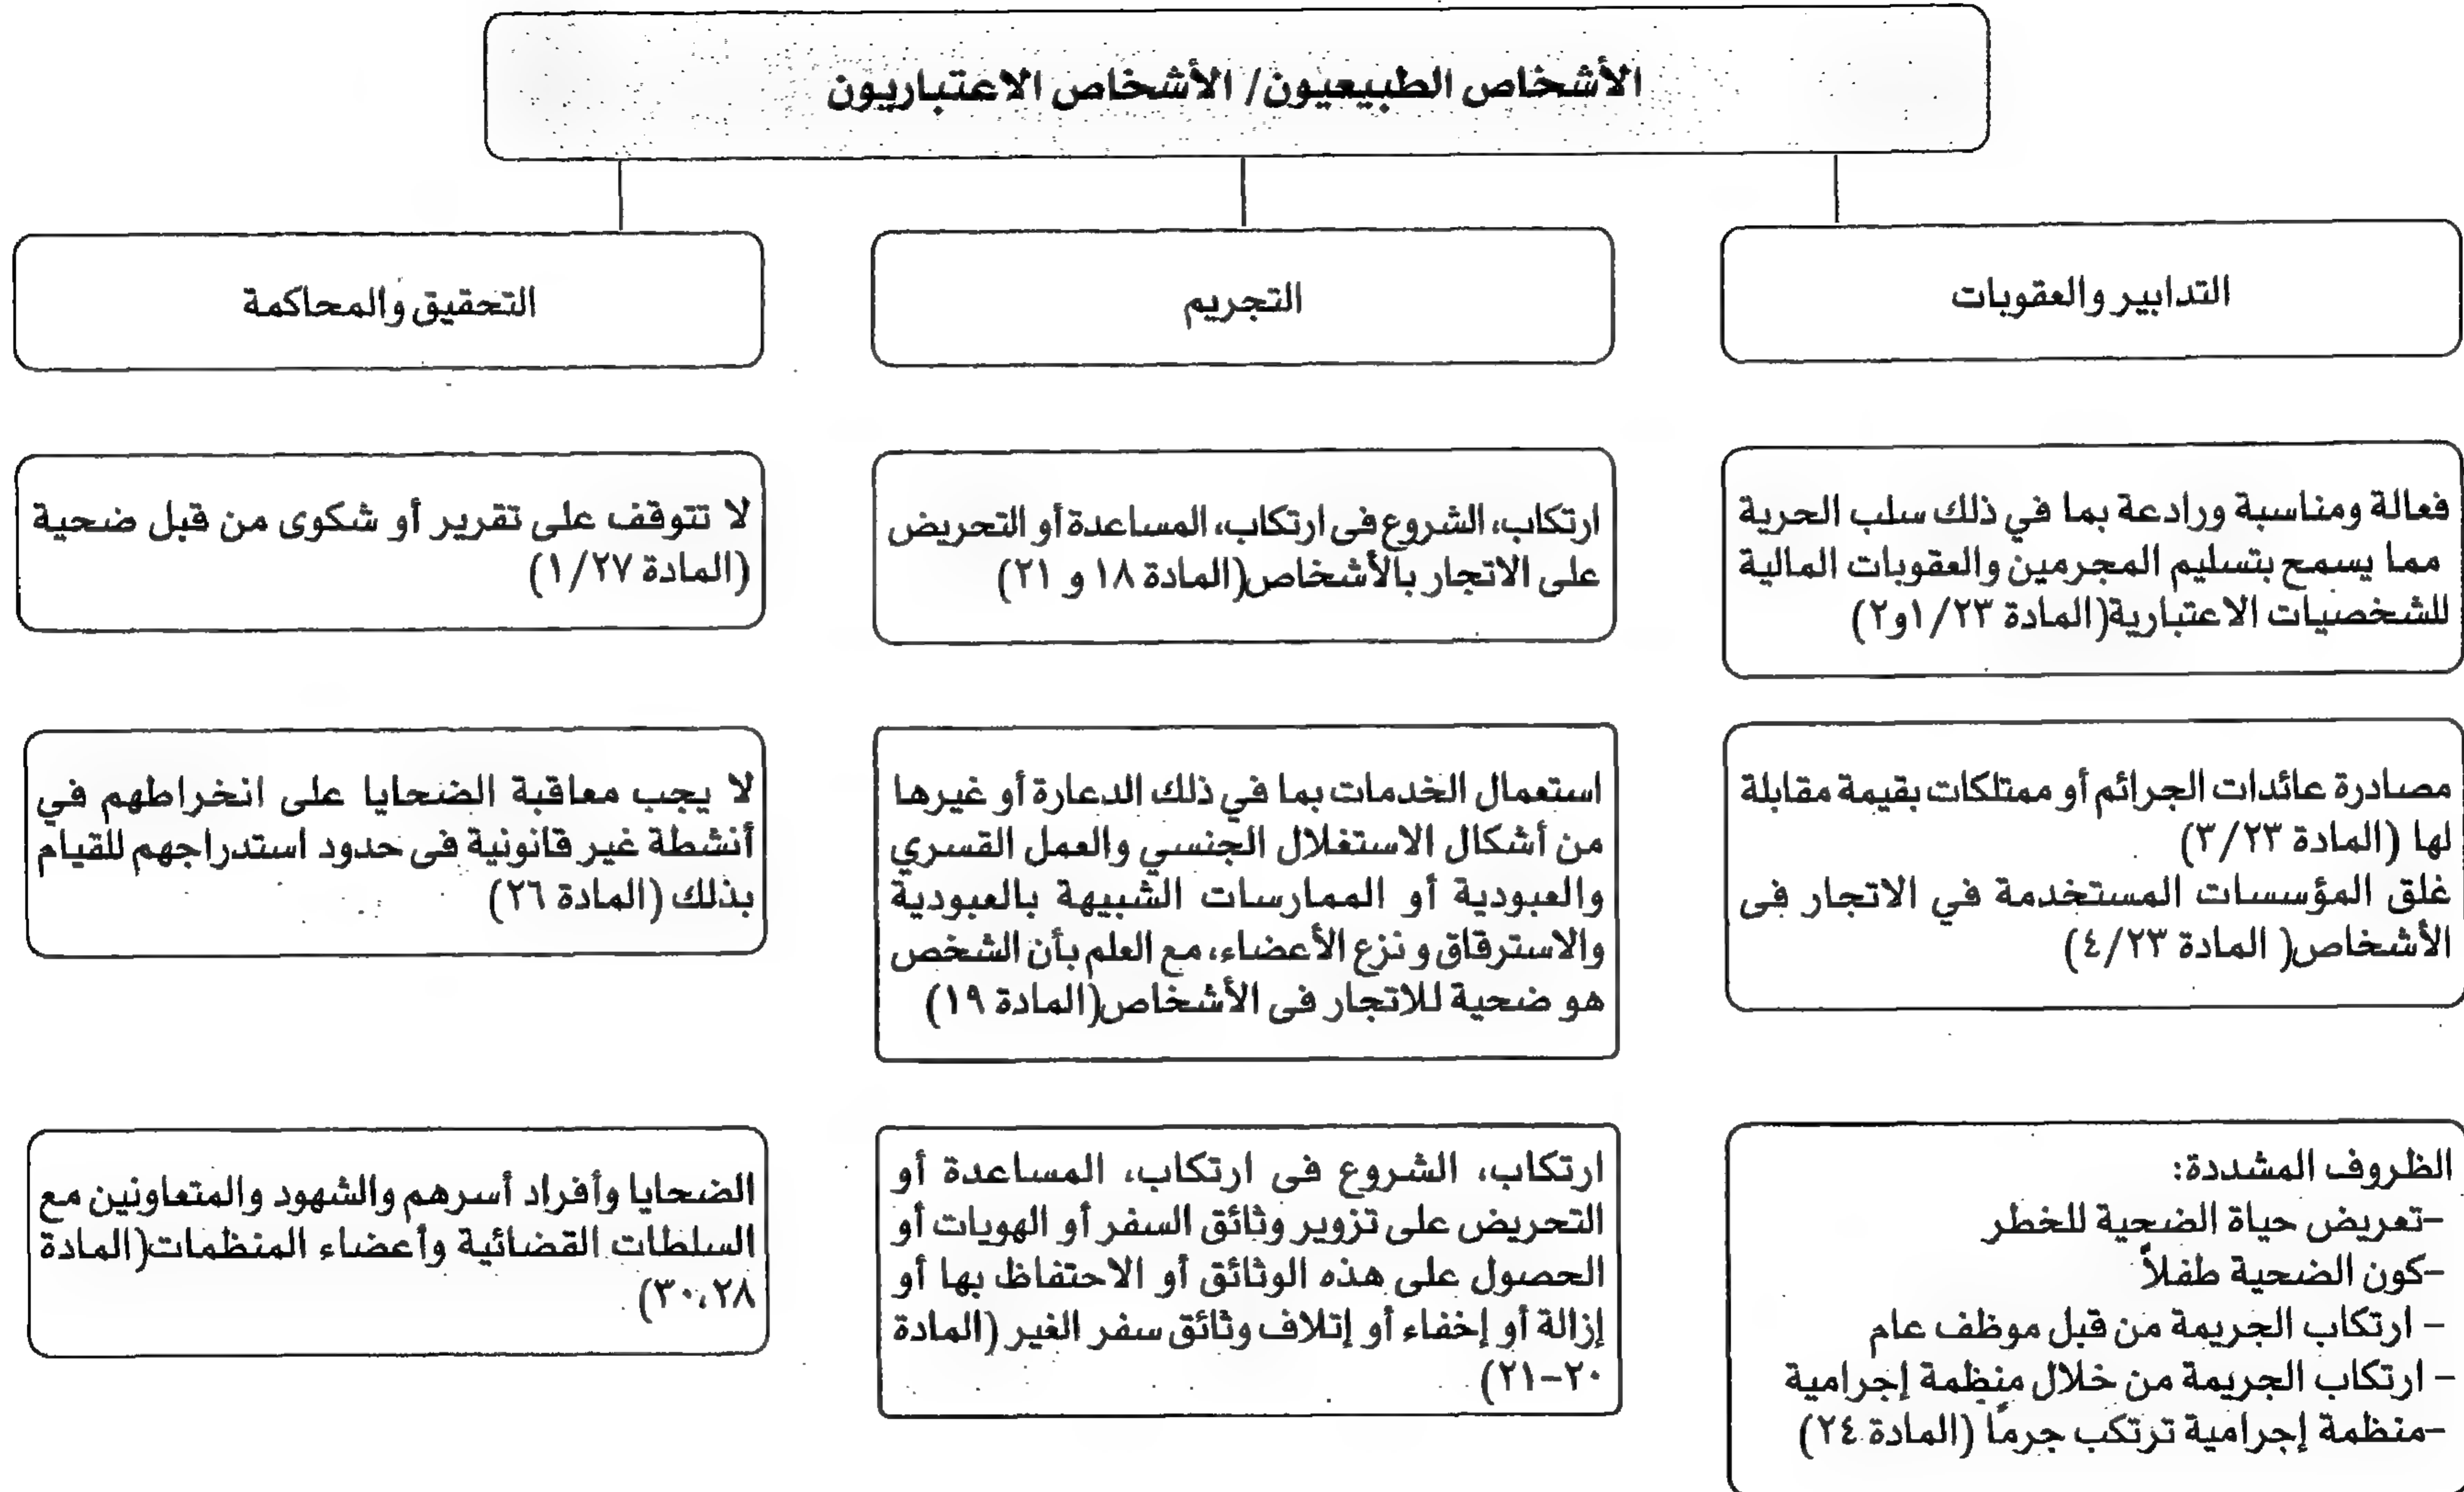 الأشخاص الطبيعيون/ الأشخاص الاعتباريون
التدابير والعقوبات
التجريم
التحقيق والمحاكمة
فعالة ومناسبة ورادعة بما في ذلك سلب الحرية
مما يسمح بتسليم المجرمين والعقوبات المالية
للشخصيات الاعتبارية(المادة ١/٢٣و٢)
ارتكاب، الشروع فى ارتكاب، المساعدة أو التحريض
على الاتجار بالأشخاص(المادة ١٨ و ٢١)
لا تتوقف على تقرير أو شكوى من قبل ضحية
(المادة ١/٢٧)
مصادرة عائدات الجرائم أو ممتلكات بقيمة مقابلة
لها (المادة ٣/٢٣)
غلق المؤسسات المستخدمة في الاتجار فى
الأشخاص( المادة ٤/٢٣)
استعمال الخدمات بما في ذلك الدعارة أو غيرها
من أشكال الاستغلال الجنسي والعمل القسري
والعبودية أو الممارسات الشبيهة بالعبودية
والاسترقاق و نزع الأعضاء، مع العلم بأن الشخص
هو ضحية للاتجار فى الأشخاص(المادة ١٩)
لا يجب معاقبة الضحايا على انخراطهم في
أنشطة غير قانونية فى حدود استدراجهم للقيام
بذلك (المادة ٢٦)
الظروف المشددة:
-تعريض حياة الضحية للخطر
-كون الضحية طفلاً
- ارتكاب الجريمة من قبل موظف عام
- ارتكاب الجريمة من خلال منظمة إجرامية
-منظمة إجرامية ترتكب جرماً (المادة ٢٤)
ارتكاب، الشروع فى ارتكاب، المساعدة أو
التحريض على تزوير وثائق السفر أو الهويات أو
الحصول على هذه الوثائق أو الاحتفاظ بها أو
إزالة أو إخفاء أو إتلاف وثائق سفر الغير (المادة
٢٠-٢١)
الضحايا وأفراد أسرهم والشهود والمتعاونين مع
السلطات القضائية وأعضاء المنظمات(المادة
٢٨،٣٠)